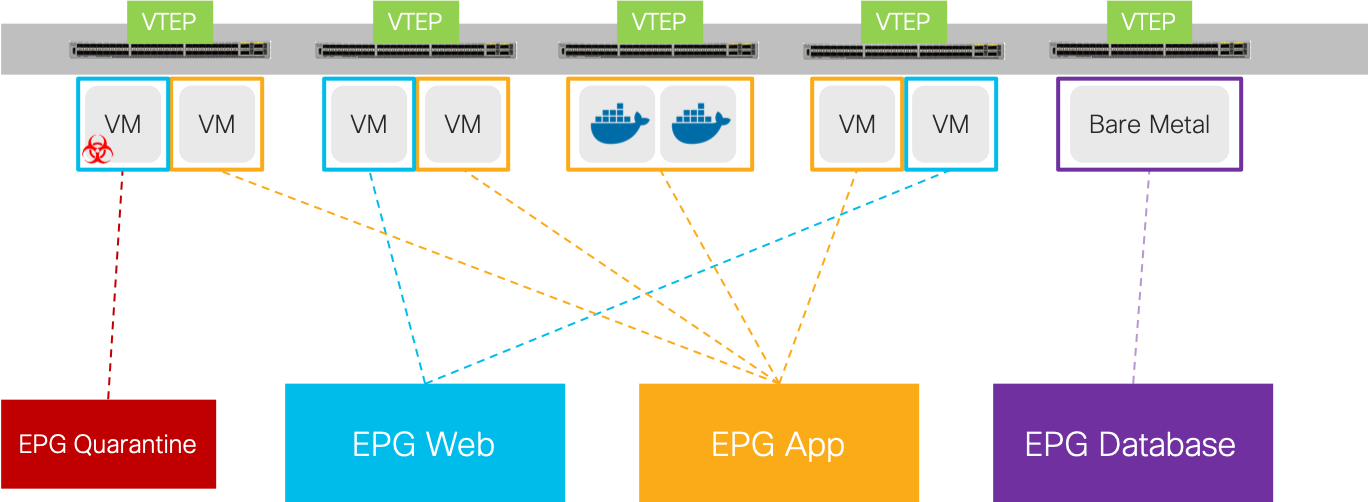 VTEP
VTEP
VTEP
VTEP
VTEP
VM
VM
VM
VM
VM
VM
Bare Metal
EPG Quarantine
EPG Web
EPG App
EPG Database